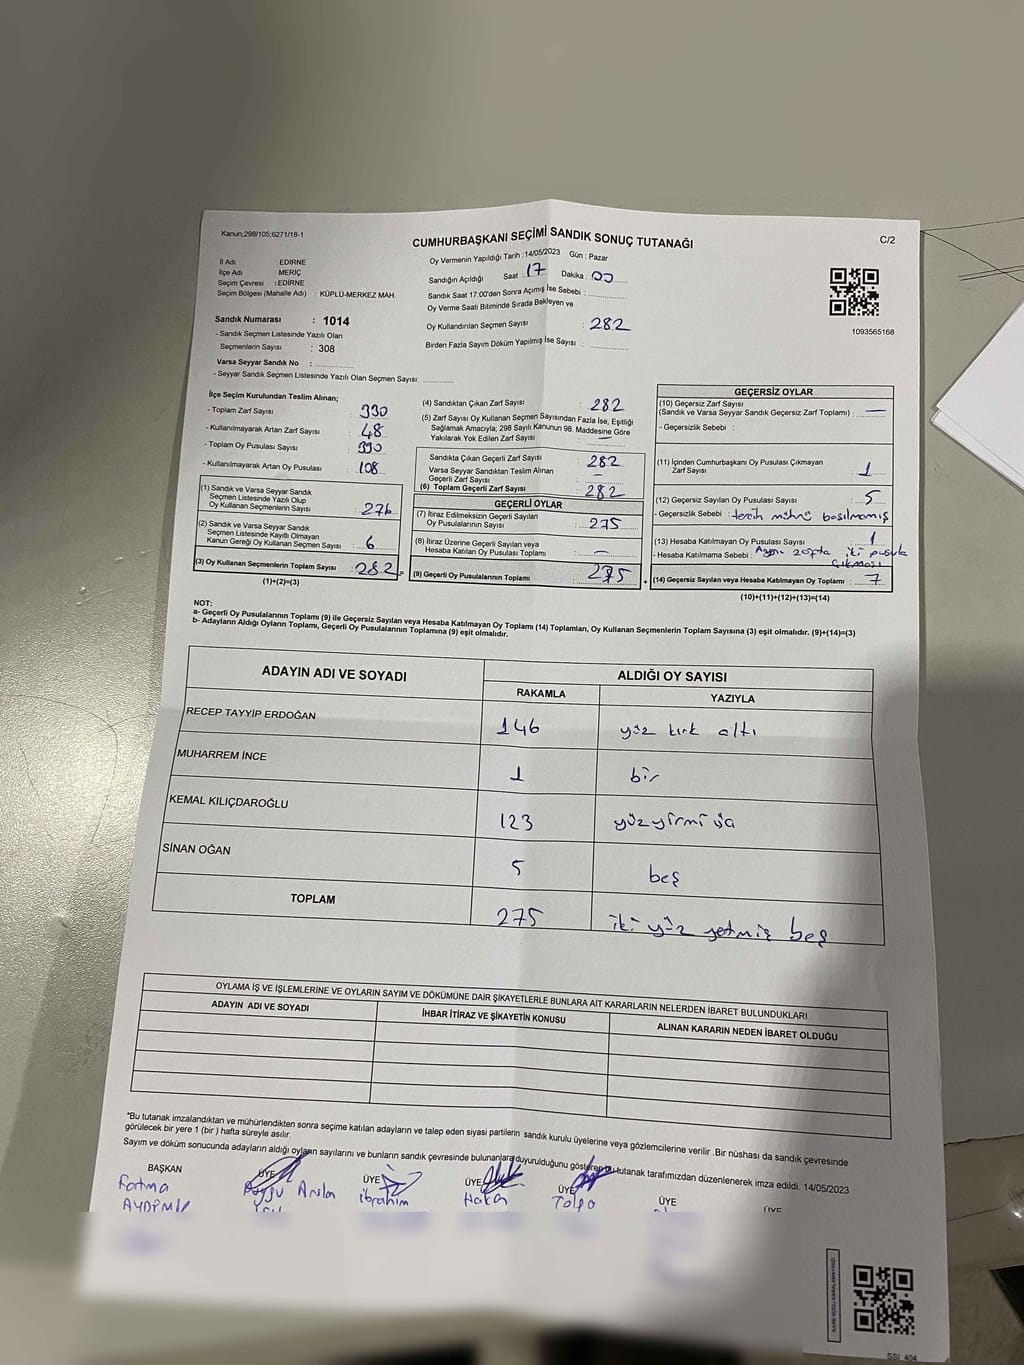 Kanun:298/105;6271/18-1
CUMHURBAŞKANI SEÇİMİ SANDIK SONUÇ TUTANAĞI
C/2
İl Adı : EDİRNE
İlçe Adı : MERİÇ
Seçim Çevresi : EDİRNE
Seçim Bölgesi (Mahalle Adı) : KÜPLÜ-MERKEZ MAH.
Sandık Numarası : 1014
- Sandık Seçmen Listesinde Yazılı Olan
Seçmenlerin Sayısı : 308
Varsa Seyyar Sandık No :
- Seyyar Sandık Seçmen Listesinde Yazılı Olan Seçmen Sayısı:
Oy Vermenin Yapıldığı Tarih :14/05/2023 Gün : Pazar
Sandığın Açıldığı Saat : 17 Dakika : 00
Sandık Saat 17.00'den Sonra Açımış İse Sebebi :
Oy Verme Saati Bitiminde Sırada Bekleyen ve
Oy Kullandırılan Seçmen Sayısı : 282
Birden Fazla Sayım Döküm Yapılmış İse Sayısı :
1093565168
İlçe Seçim Kurulundan Teslim Alınan;
- Toplam Zarf Sayısı : 330
- Kullanılmayarak Artan Zarf Sayısı : 48
- Toplam Oy Pusulası Sayısı : 390
- Kullanılmayarak Artan Oy Pusulası : 108
(1) Sandık ve Varsa Seyyar Sandık
Seçmen Listesinde Yazılı Olup
Oy Kullanan Seçmenlerin Sayısı : 276
(2) Sandık ve Varsa Seyyar Sandık
Seçmen Listesinde Kayıtlı Olmayan
Kanun Gereği Oy Kullanan Seçmen Sayısı : 6
(3) Oy Kullanan Seçmenlerin Toplam Sayısı : 282
(1)+(2)=(3)
(4) Sandıktan Çıkan Zarf Sayısı : 282
(5) Zarf Sayısı Oy Kullanan Seçmen Sayısından Fazla İse, Eşitliği
Sağlamak Amacıyla; 298 Sayılı Kanunun 98. Maddesine Göre
Yakılarak Yok Edilen Zarf Sayısı : —
Sandıkta Çıkan Geçerli Zarf Sayısı : 282
Varsa Seyyar Sandıktan Teslim Alınan
Geçerli Zarf Sayısı : —
(6) Toplam Geçerli Zarf Sayısı : 282
GEÇERLİ OYLAR
(7) İtiraz Edilmeksizin Geçerli Sayılan
Oy Pusulalarının Sayısı : 275
(8) İtiraz Üzerine Geçerli Sayılan veya
Hesaba Katılan Oy Pusulası Toplamı : —
(9) Geçerli Oy Pusulalarının Toplamı : 275
GEÇERSİZ OYLAR
(10) Geçersiz Zarf Sayısı
(Sandık ve Varsa Seyyar Sandık Geçersiz Zarf Toplamı) : —
- Geçersizlik Sebebi :
(11) İçinden Cumhurbaşkanı Oy Pusulası Çıkmayan
Zarf Sayısı : 1
(12) Geçersiz Sayılan Oy Pusulası Sayısı : 5
- Geçersizlik Sebebi : tercih mührü basılmamış
(13) Hesaba Katılmayan Oy Pusulası Sayısı : 1
- Hesaba Katılmama Sebebi : Aynı zarfta iki pusula
çıkması
(14) Geçersiz Sayılan veya Hesaba Katılmayan Oy Toplamı : 7
(10)+(11)+(12)+(13)=(14)
NOT:
a- Geçerli Oy Pusulalarının Toplamı (9) ile Geçersiz Sayılan veya Hesaba Katılmayan Oy Toplamı (14) Toplamları, Oy Kullanan Seçmenlerin Toplam Sayısına (3) eşit olmalıdır. (9)+(14)=(3)
b- Adayların Aldığı Oyların Toplamı, Geçerli Oy Pusulalarının Toplamına (9) eşit olmalıdır.
ADAYIN ADI VE SOYADI ALDIĞI OY SAYISI
RAKAMLA YAZIYLA
RECEP TAYYİP ERDOĞAN 146 yüz kırk altı
MUHARREM İNCE 1 bir
KEMAL KILIÇDAROĞLU 123 yüz yirmi üç
SİNAN OĞAN 5 beş
TOPLAM 275 iki yüz yetmiş beş
OYLAMA İŞ VE İŞLEMLERİNE VE OYLARIN SAYIM VE DÖKÜMÜNE DAİR ŞİKAYETLERLE BUNLARA AİT KARARLARIN NELERDEN İBARET BULUNDUKLARI
ADAYIN ADI VE SOYADI İHBAR İTİRAZ VE ŞİKAYETİN KONUSU ALINAN KARARIN NEDEN İBARET OLDUĞU
*Bu tutanak imzalandıktan ve mühürlendikten sonra seçime katılan adayların ve talep eden siyasi partilerin sandık kurulu üyelerine veya gözlemcilerine verilir .Bir nüshası da sandık çevresinde
görülecek bir yere 1 (bir ) hafta süreyle asılır.
Sayım ve döküm sonucunda adayların aldığı oyların sayılarını ve bunların sandık çevresinde bulunanlara duyurulduğunu gösteren bu tutanak tarafımızdan düzenlenerek imza edildi. 14/05/2023
BAŞKAN ÜYE ÜYE ÜYE ÜYE ÜYE ÜYE
Fatma Arslan İbrahim Hakan Tolga
AYDEMİR
SSI_404